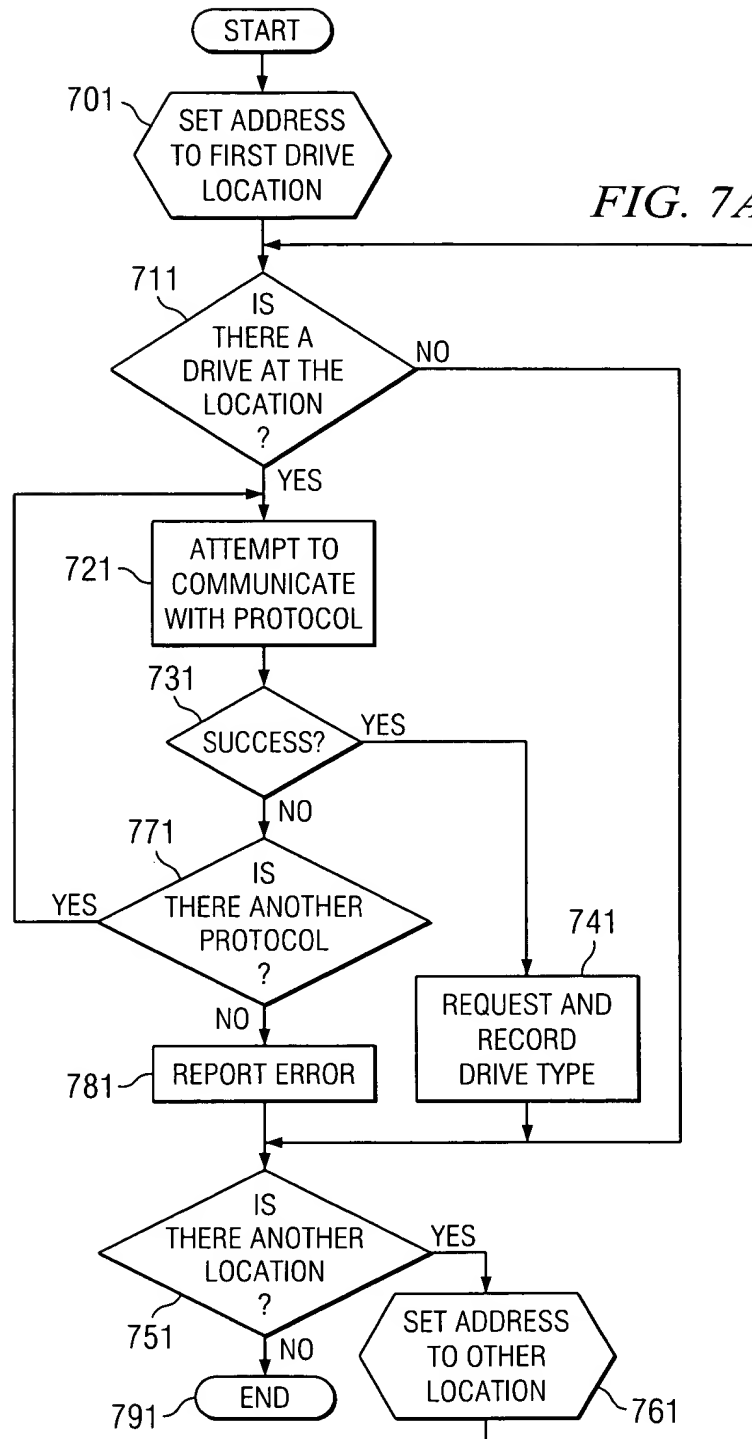 START
701
SET ADDRESS
TO FIRST DRIVE
LOCATION
FIG. 7A
711
IS
THERE A
DRIVE AT THE
LOCATION
?
NO
YES
721
ATTEMPT TO
COMMUNICATE
WITH PROTOCOL
731
SUCCESS?
YES
NO
771
IS
THERE ANOTHER
PROTOCOL
?
YES
NO
741
REQUEST AND
RECORD
DRIVE TYPE
781
REPORT ERROR
IS
THERE ANOTHER
LOCATION
?
YES
751
NO
SET ADDRESS
TO OTHER
LOCATION
761
791
END